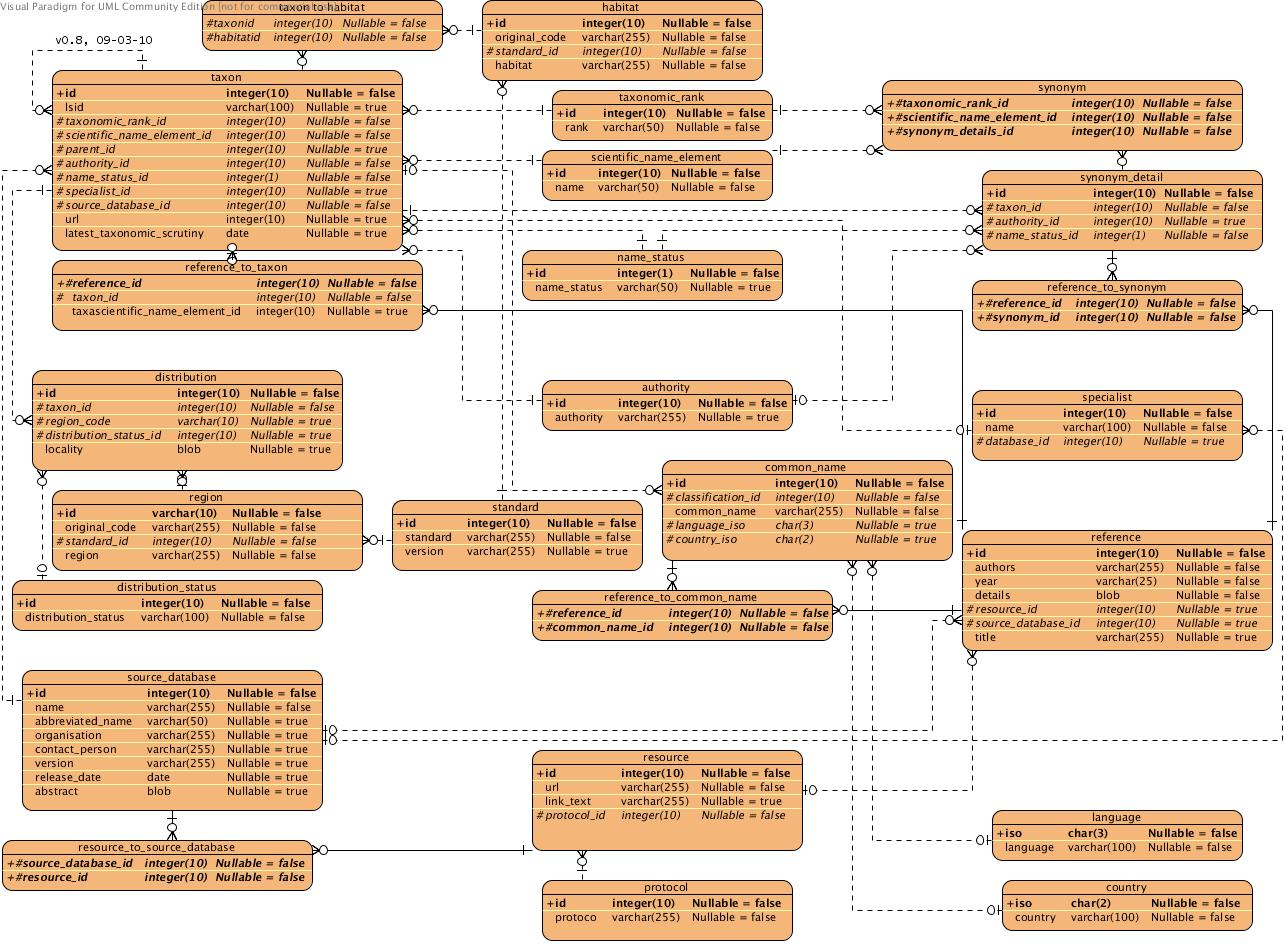 Visual Paradigm for UML Community Edition [not for commercial use]
taxon_to_habitat
#taxonid integer(10) Nullable = false
#habitatid integer(10) Nullable = false
habitat
+id integer(10) Nullable = false
original_code varchar(255) Nullable = false
#standard_id integer(10) Nullable = false
habitat varchar(255) Nullable = false
v0.8, 09-03-10
taxon
+id integer(10) Nullable = false
lsid varchar(100) Nullable = true
#taxonomic_rank_id integer(10) Nullable = false
#scientific_name_element_id integer(10) Nullable = false
#parent_id integer(10) Nullable = true
#authority_id integer(10) Nullable = false
#name_status_id integer(1) Nullable = false
#specialist_id integer(10) Nullable = true
#source_database_id integer(10) Nullable = false
url integer(10) Nullable = true
latest_taxonomic_scrutiny date Nullable = true
taxonomic_rank
+id integer(10) Nullable = false
rank varchar(50) Nullable = false
scientific_name_element
+id integer(10) Nullable = false
name varchar(50) Nullable = false
synonym
+#taxonomic_rank_id integer(10) Nullable = false
+#scientific_name_element_id integer(10) Nullable = false
+#synonym_details_id integer(10) Nullable = false
synonym_detail
#taxon_id integer(10) Nullable = false
#authority_id integer(10) Nullable = true
#name_status_id integer(1) Nullable = false
name_status
+id integer(1) Nullable = false
name_status varchar(50) Nullable = true
reference_to_taxon
+#reference_id integer(10) Nullable = false
# taxon_id integer(10) Nullable = false
taxascientific_name_element_id integer(10) Nullable = true
reference_to_synonym
+#reference_id integer(10) Nullable = false
+#synonym_id integer(10) Nullable = false
distribution
+id integer(10) Nullable = false
#taxon_id integer(10) Nullable = false
#region_code varchar(10) Nullable = true
#distribution_status_id integer(10) Nullable = true
locality blob Nullable = true
authority
+id integer(10) Nullable = false
authority varchar(255) Nullable = true
specialist
+id integer(10) Nullable = false
name varchar(100) Nullable = false
#database_id integer(10) Nullable = true
region
+id varchar(10) Nullable = false
original_code varchar(255) Nullable = false
#standard_id integer(10) Nullable = false
region varchar(255) Nullable = false
standard
+id integer(10) Nullable = false
standard varchar(255) Nullable = false
version varchar(255) Nullable = true
common_name
+id integer(10) Nullable = false
#classification_id integer(10) Nullable = false
common_name varchar(255) Nullable = false
#language_iso char(3) Nullable = true
#country_iso char(2) Nullable = true
reference
+id integer(10) Nullable = false
authors varchar(255) Nullable = true
year varchar(25) Nullable = true
details blob Nullable = true
#resource_id integer(10) Nullable = true
#source_database_id integer(10) Nullable = true
title varchar(255) Nullable = true
distribution_status
+id integer(10) Nullable = false
distribution_status varchar(100) Nullable = false
reference_to_common_name
+#reference_id integer(10) Nullable = false
+#common_name_id integer(10) Nullable = false
source_database
+id integer(10) Nullable = false
name varchar(255) Nullable = false
abbreviated_name varchar(50) Nullable = true
organisation varchar(255) Nullable = true
contact_person varchar(255) Nullable = true
version varchar(255) Nullable = true
release_date date Nullable = true
abstract blob Nullable = true
resource
+id integer(10) Nullable = false
url varchar(255) Nullable = false
link_text varchar(255) Nullable = true
#protocol_id integer(10) Nullable = false
language
+iso char(3) Nullable = false
language varchar(100) Nullable = false
resource_to_source_database
+#source_database_id integer(10) Nullable = false
+#resource_id integer(10) Nullable = false
protocol
+id integer(10) Nullable = false
protoco varchar(255) Nullable = false
country
+iso char(2) Nullable = false
country varchar(100) Nullable = false